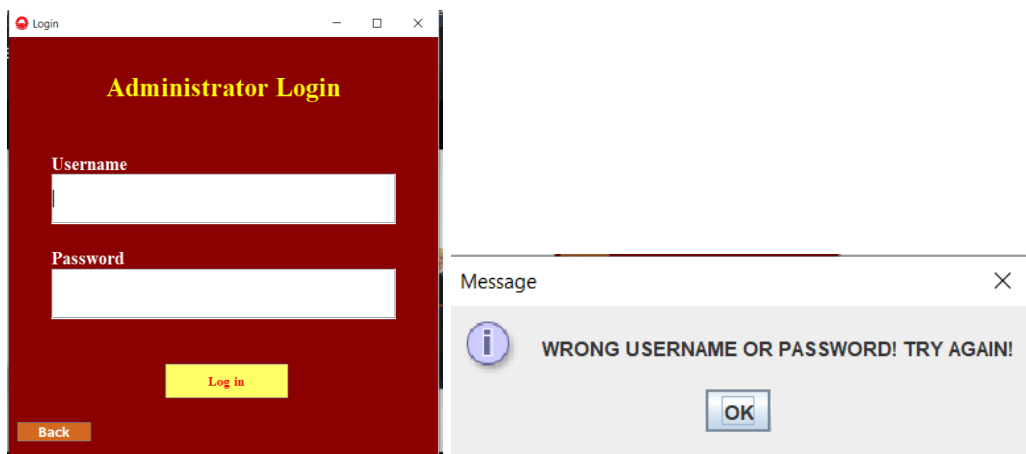 Login
Administrator Login
Username
Password
Log in
Back
Message
WRONG USERNAME OR PASSWORD! TRY AGAIN!
OK